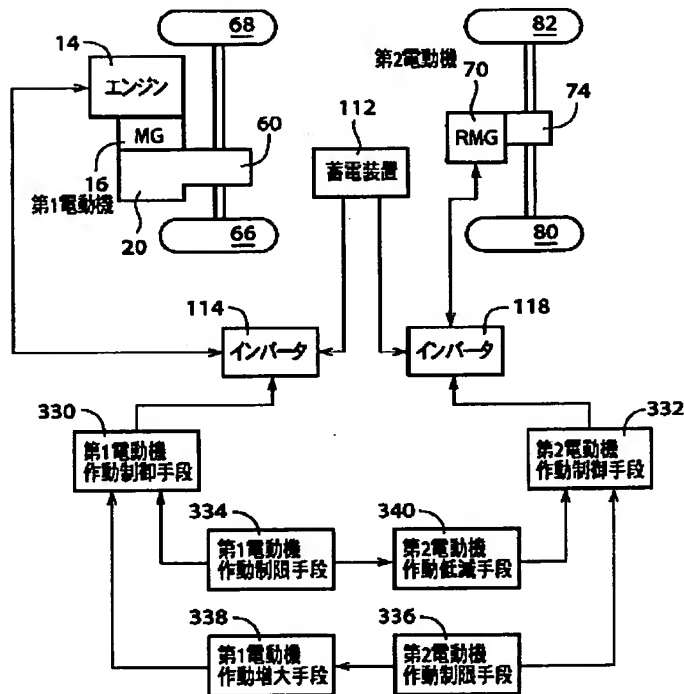 68
14
エンジン
MG
16
第1電動機
20
60
66
112
蓄電装置
82
第2電動機
70
RMG
74
80
114
インバータ
118
インバータ
330
第1電動機
作動制御手段
332
第2電動機
作動制御手段
334
第1電動機
作動制限手段
340
第2電動機
作動低減手段
338
第1電動機
作動増大手段
336
第2電動機
作動制限手段